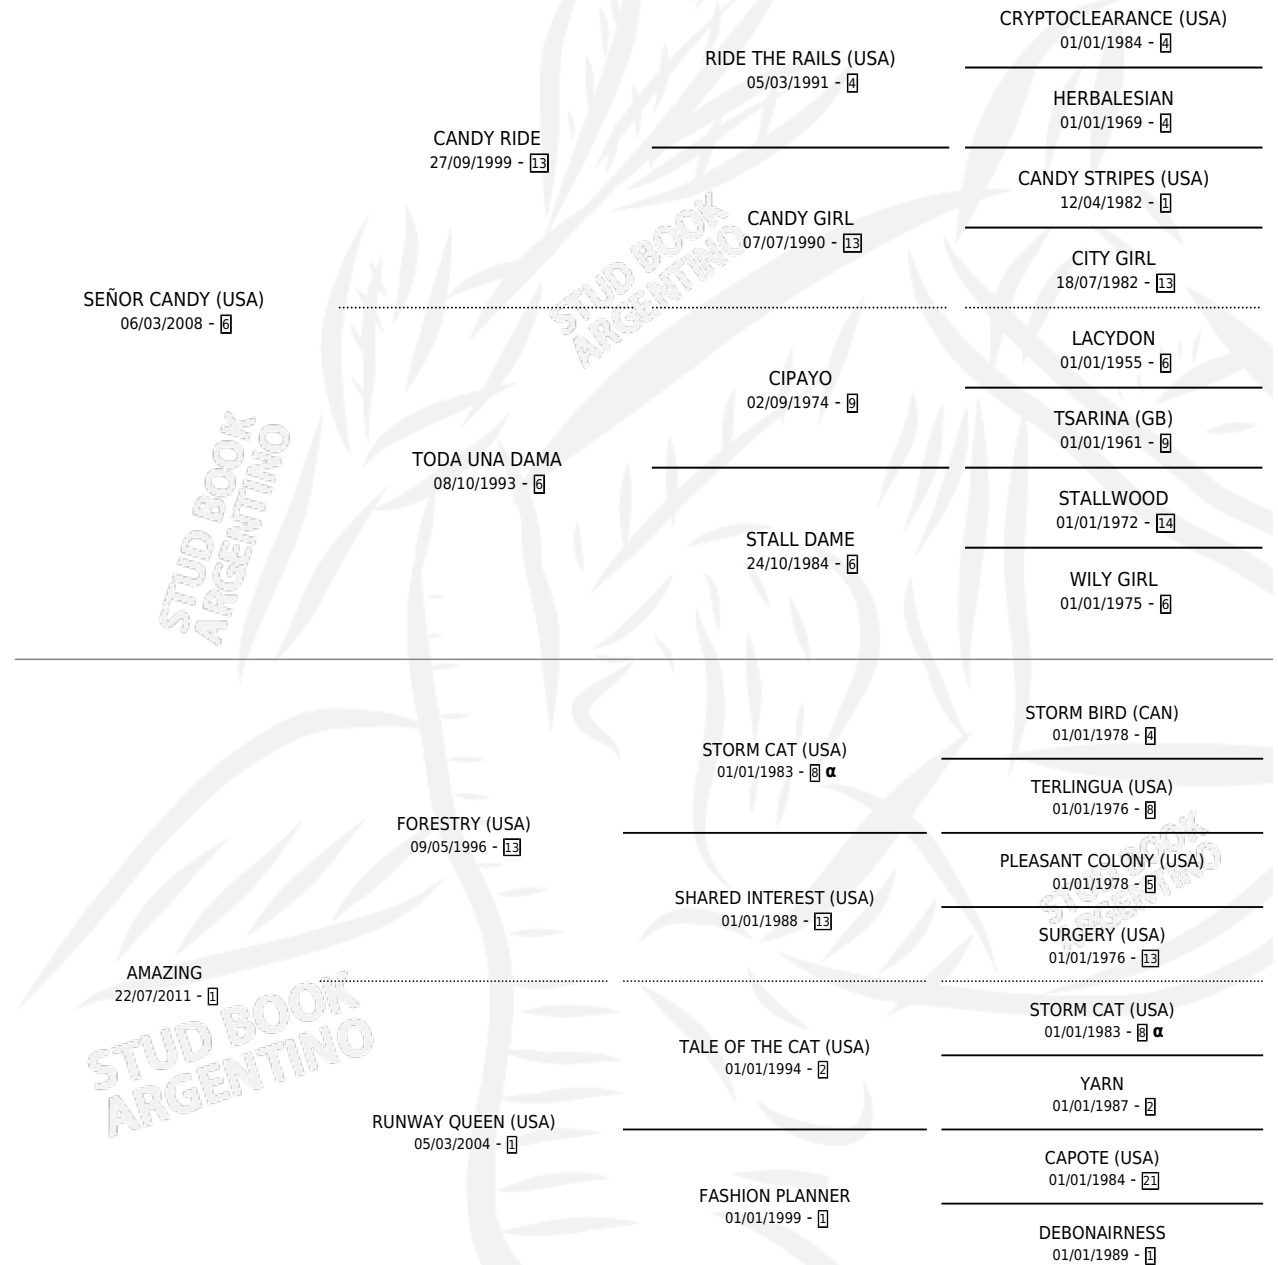 CRYPTOCLEARANCE (USA)
01/01/1984 - 4
RIDE THE RAILS (USA)
05/03/1991 - 4
HERBALESIAN
01/01/1969 - 4
CANDY RIDE
27/09/1999 - 13
CANDY STRIPES (USA)
12/04/1982 - 1
CANDY GIRL
07/07/1990 - 13
CITY GIRL
18/07/1982 - 13
SEÑOR CANDY (USA)
06/03/2008 - 6
STUD BOOK
ARGENTINO
LACYDON
01/01/1955 - 6
CIPAYO
02/09/1974 - 9
TSARINA (GB)
01/01/1961 - 9
TODA UNA DAMA
08/10/1993 - 6
STALLWOOD
01/01/1972 - 14
STALL DAME
24/10/1984 - 6
WILY GIRL
01/01/1975 - 6
STUD BOOK
ARGENTINO
STORM BIRD (CAN)
01/01/1978 - 4
STORM CAT (USA)
01/01/1983 - 8 α
TERLINGUA (USA)
01/01/1976 - 8
FORESTRY (USA)
09/05/1996 - 13
PLEASANT COLONY (USA)
01/01/1978 - 5
SHARED INTEREST (USA)
01/01/1988 - 13
STUD BOOK
ARGENTINO
SURGERY (USA)
01/01/1976 - 13
AMAZING
22/07/2011 - 1
STUD BOOK
ARGENTINO
STORM CAT (USA)
01/01/1983 - 8 α
TALE OF THE CAT (USA)
01/01/1994 - 2
YARN
01/01/1987 - 2
RUNWAY QUEEN (USA)
05/03/2004 - 1
CAPOTE (USA)
01/01/1984 - 21
FASHION PLANNER
01/01/1999 - 1
DEBONAIRNESS
01/01/1989 - 1